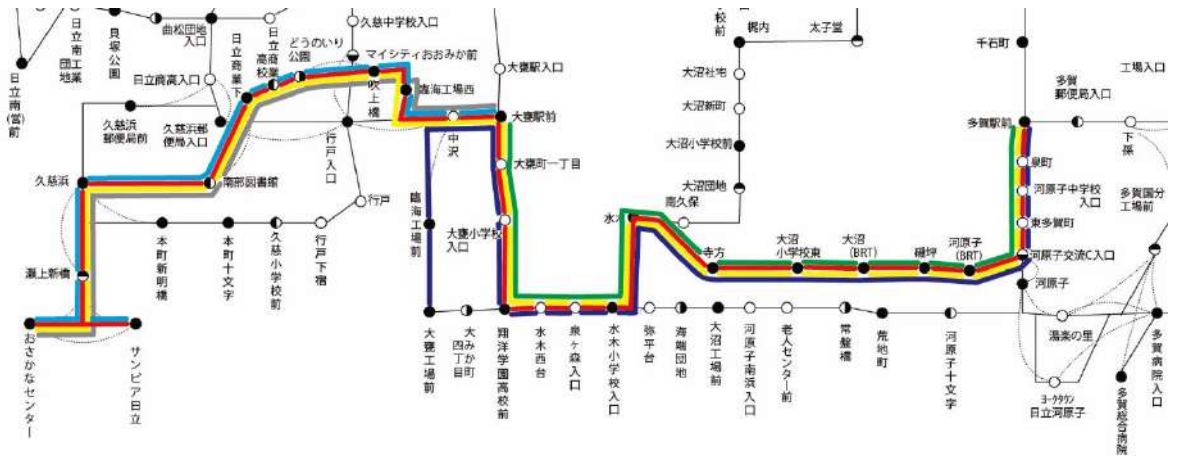 日立南(営)前
日立南団地
工業
貝塚公園
曲松団地
入口
日立商高入口
日立商業下
日立商業
高校
どうのいり
公園
久慈中学校入口
マイシティおおみか前
吹上橋
臨海工場西
大甕駅入口
大甕駅前
中沢
大甕町一丁目
久慈浜
郵便局前
久慈浜郵
便局入口
行戸入口
久慈浜
南部図書館
行戸
臨海工場前
大甕小学校
入口
瀬上新橋
本町新明橋
本町十文字
久慈小学校前
行戸下宿
おさかなセンター
サンピア日立
大甕工場前
大みか町
四丁目
翔洋学園高校前
水木西台
泉ヶ森入口
水木小学校入口
弥平台
海端団地
大沼工場前
河原子南浜入口
老人センター前
常盤橋
荒地町
河原子十文字
学校前
梶内
太子堂
大沼社宅
大沼新町
大沼小学校前
大沼団地
南久保
水木
寺方
大沼
小学校東
大沼
(BRT)
磯坪
河原子
(BRT)
千石町
多賀
郵便局入口
工場入口
多賀駅前
下孫
泉町
河原子中学校
入口
東多賀町
河原子交流C入口
河原子
多賀国分
工場前
湯楽の里
ヨークタウン
日立河原子
多賀総合病院
多賀病院入口